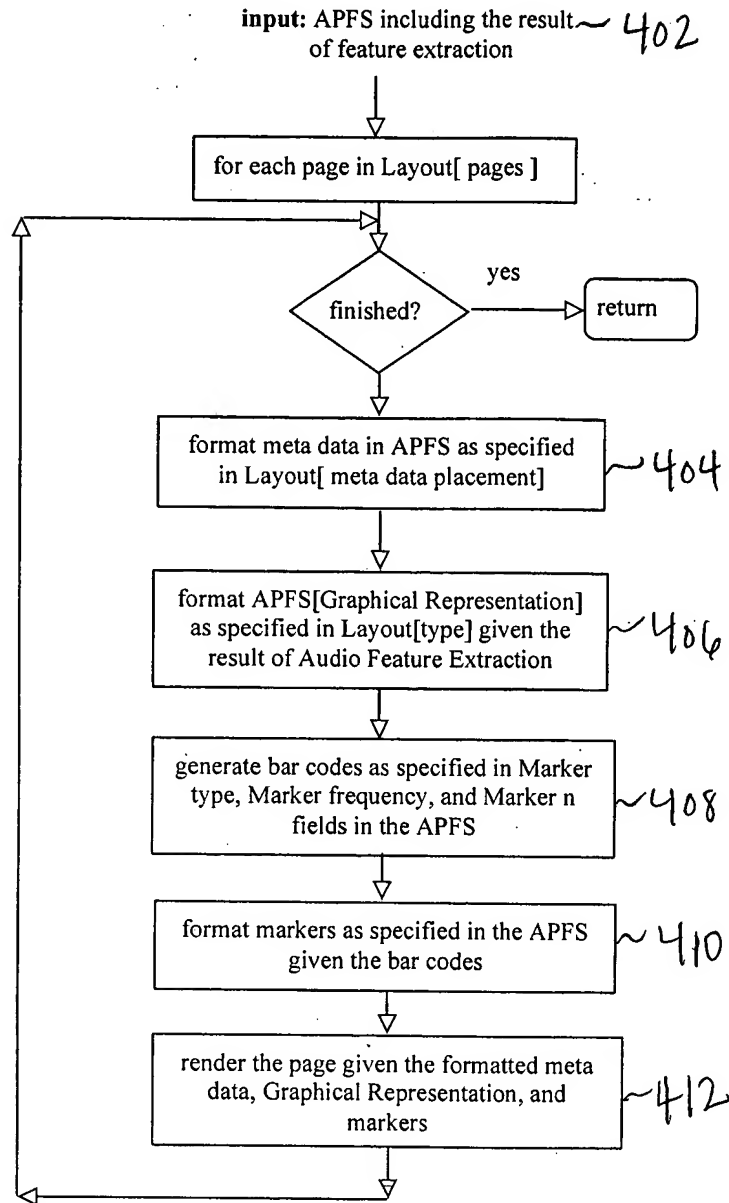 input: APFS including the result 402
of feature extraction
for each page in Layout[ pages ]
finished?
yes
return
format meta data in APFS as specified
in Layout[ meta data placement]
404
format APFS[Graphical Representation]
as specified in Layout[type] given the
result of Audio Feature Extraction
406
generate bar codes as specified in Marker
type, Marker frequency, and Marker n
fields in the APFS
408
format markers as specified in the APFS
given the bar codes
410
render the page given the formatted meta
data, Graphical Representation, and
markers
412